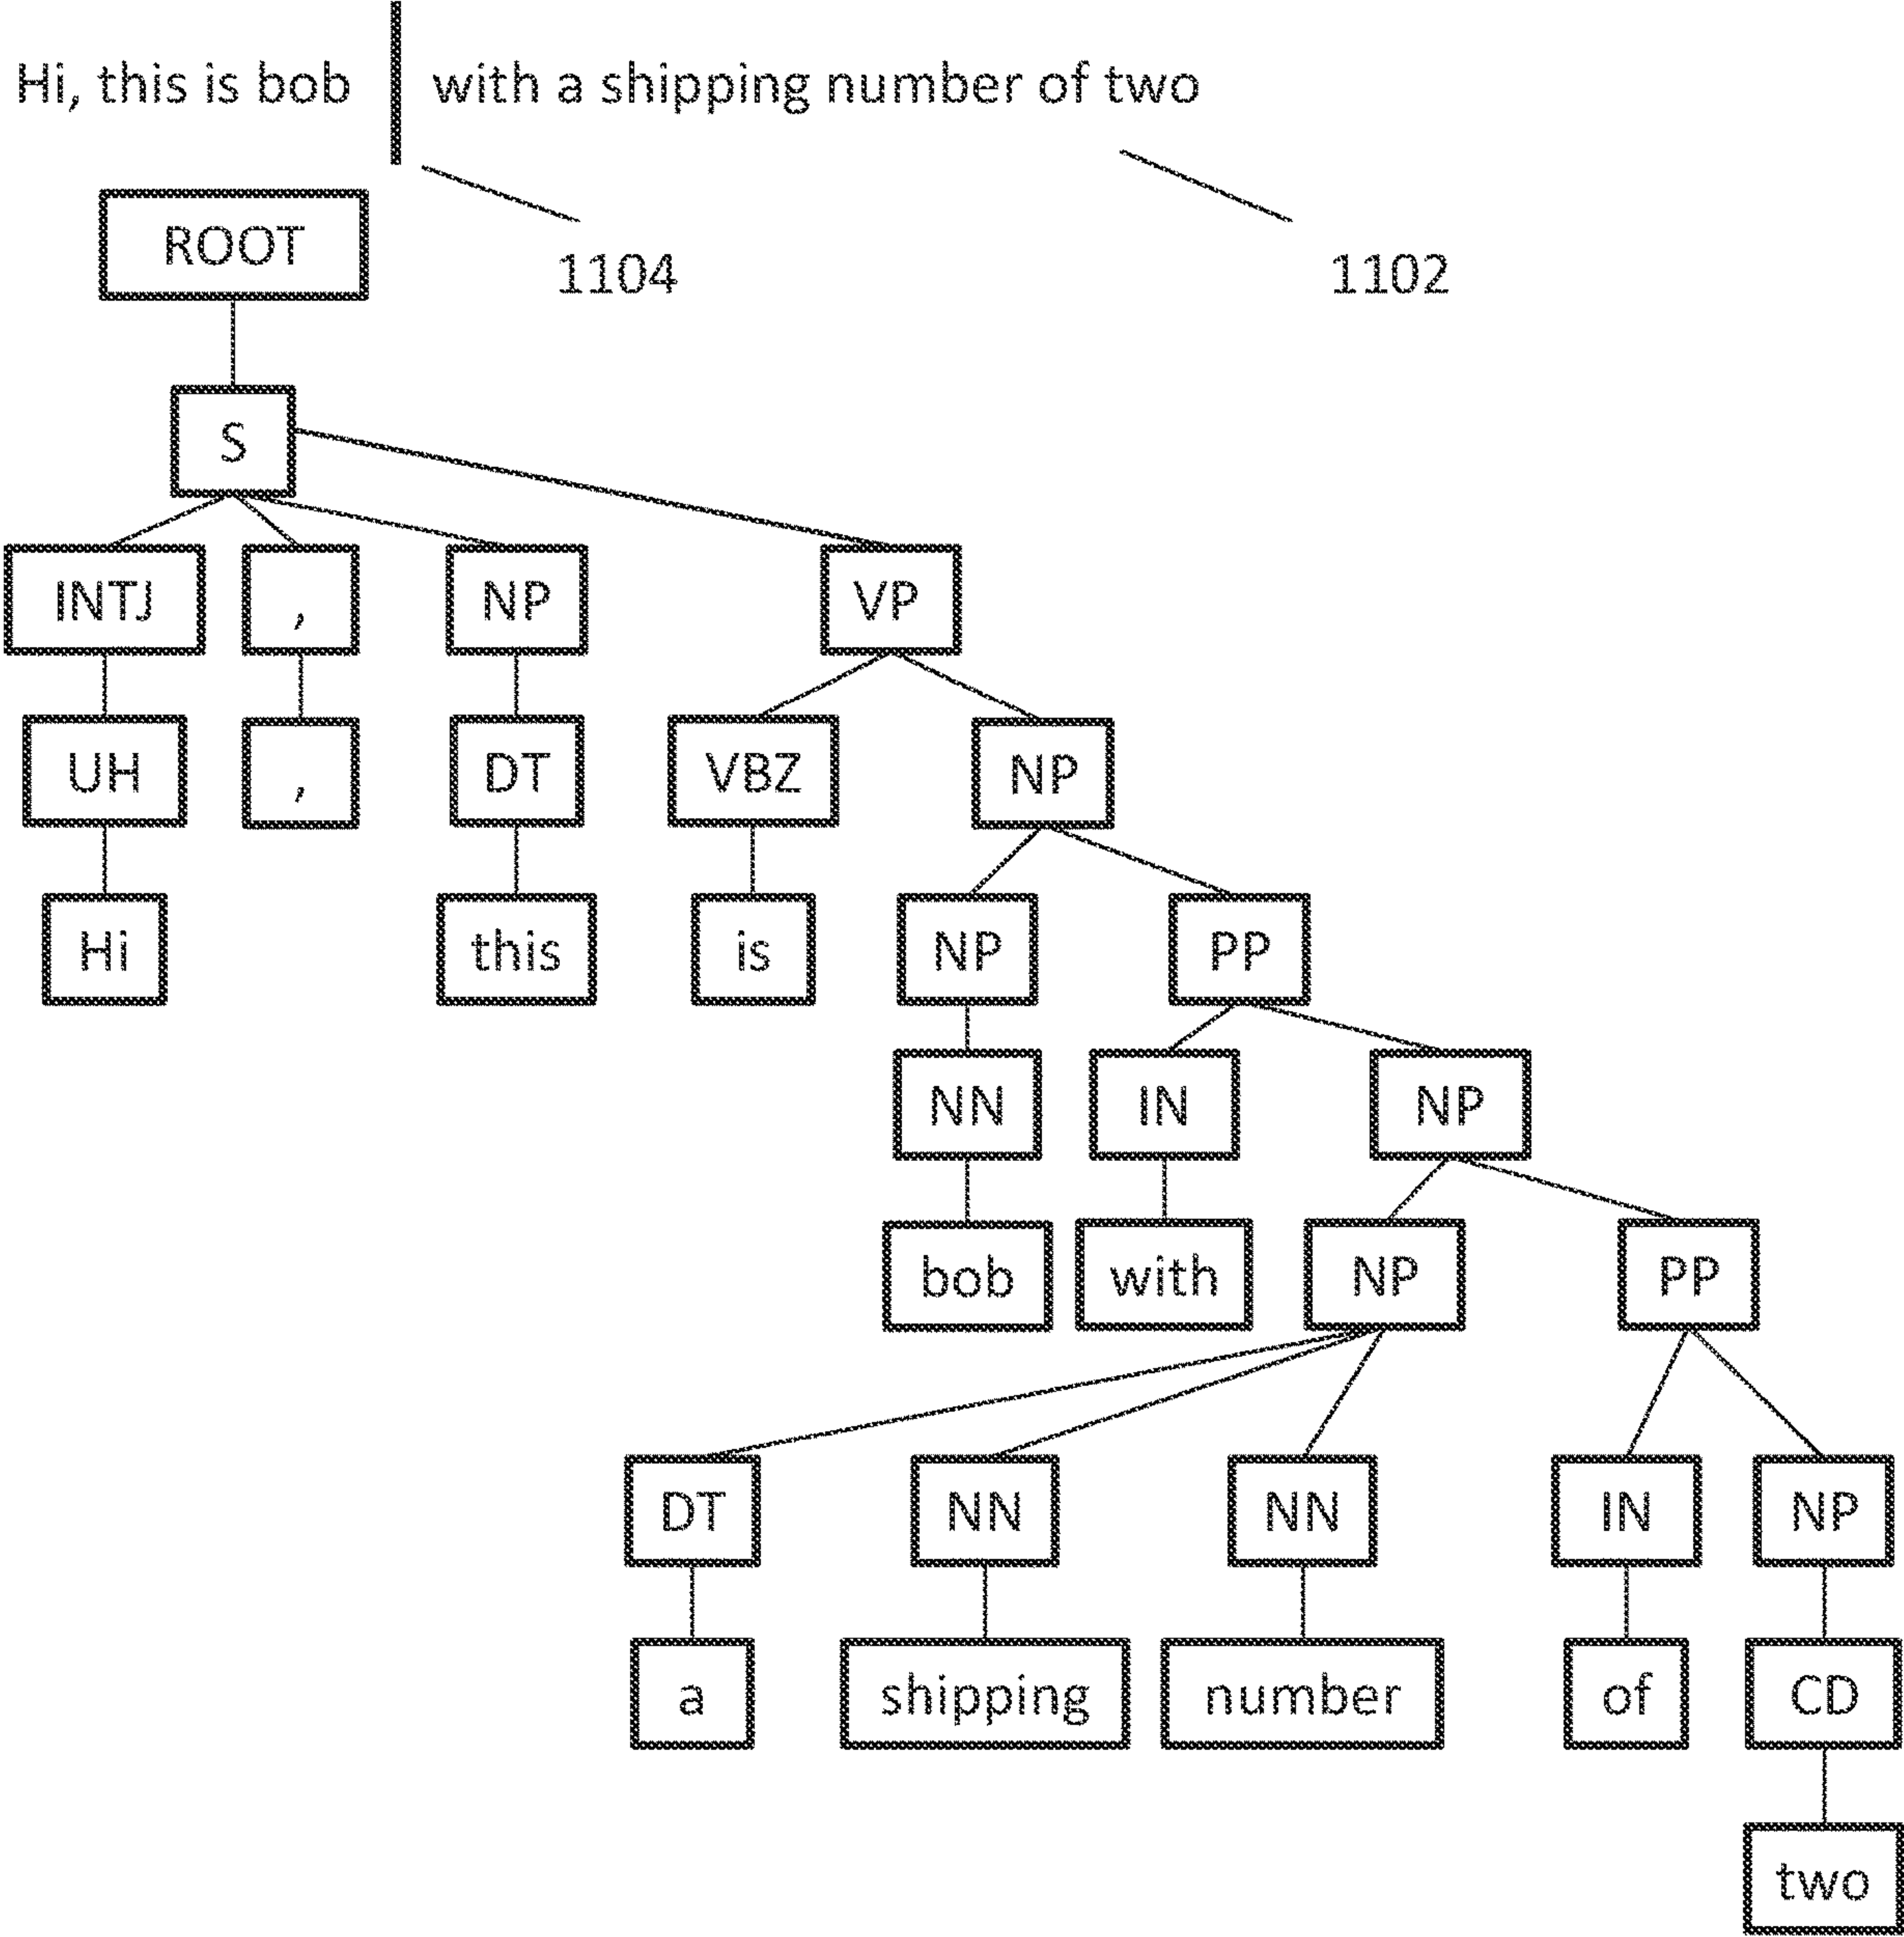 Hi, this is bob with a shipping number of two
ROOT 1104 1102
S
INTJ , NP VP
UH , DT VBZ NP
Hi this is NP PP
NN IN NP
bob with NP PP
DT NN NN IN NP
a shipping number of CD
two